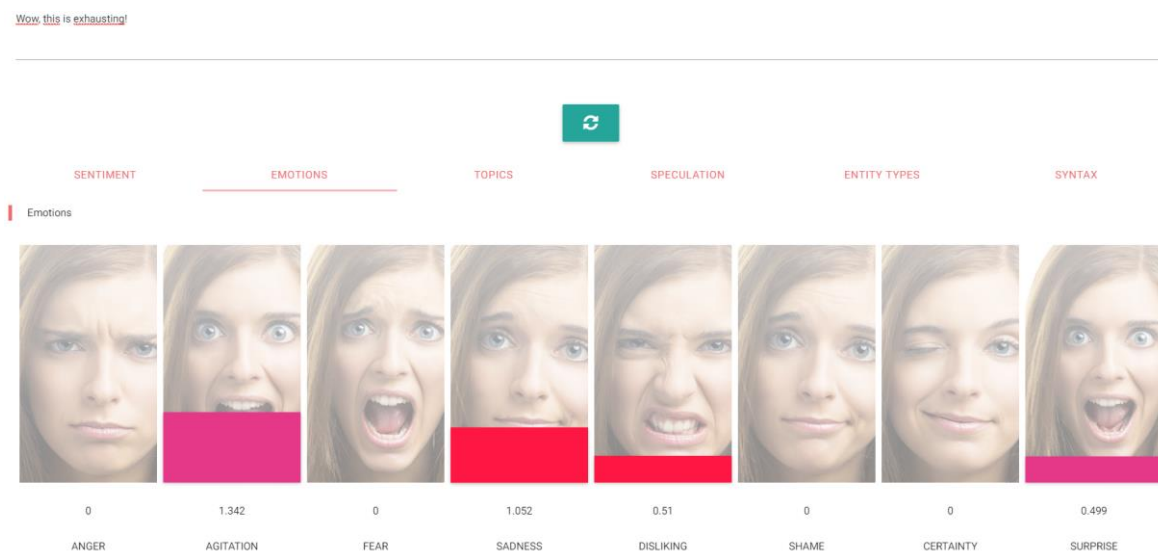 Wow, this is exhausting!
SENTIMENT EMOTIONS TOPICS SPECULATION ENTITY TYPES SYNTAX
Emotions
0 1.342 0 1.052 0.51 0 0 0.499
ANGER AGITATION FEAR SADNESS DISLIKING SHAME CERTAINTY SURPRISE